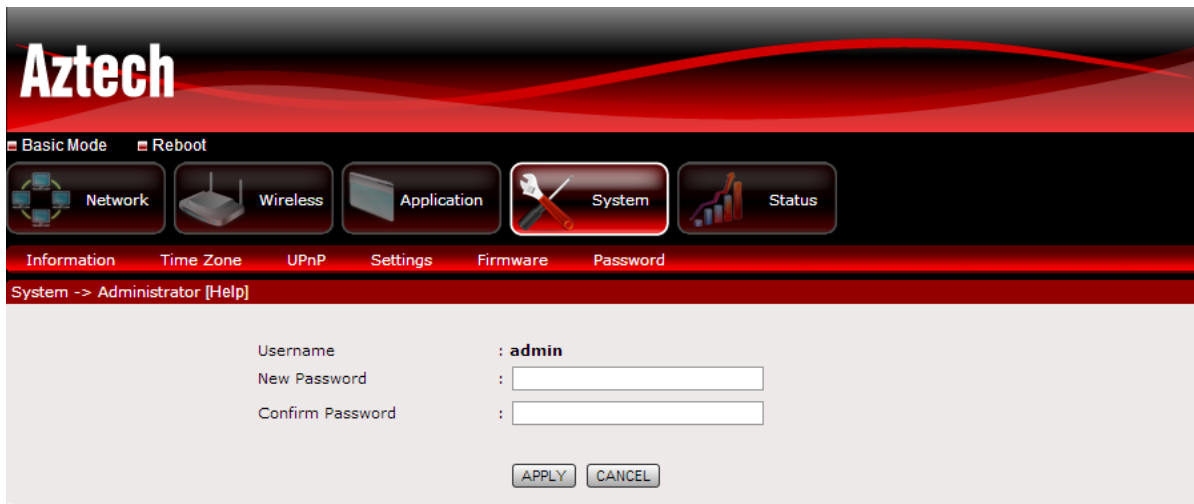 Aztech
Basic Mode Reboot
Network Wireless Application System Status
Information Time Zone UPnP Settings Firmware Password
System -> Administrator [Help]
Username : admin
New Password :
Confirm Password :
APPLY CANCEL